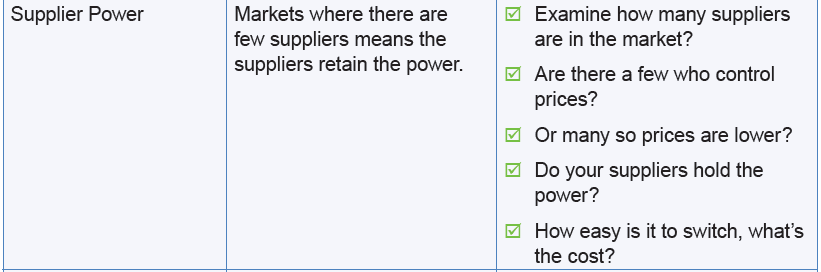 Supplier Power
Markets where there are
few suppliers means the
suppliers retain the power.
Examine how many suppliers
are in the market?
Are there a few who control
prices?
Or many so prices are lower?
Do your suppliers hold the
power?
How easy is it to switch, what’s
the cost?